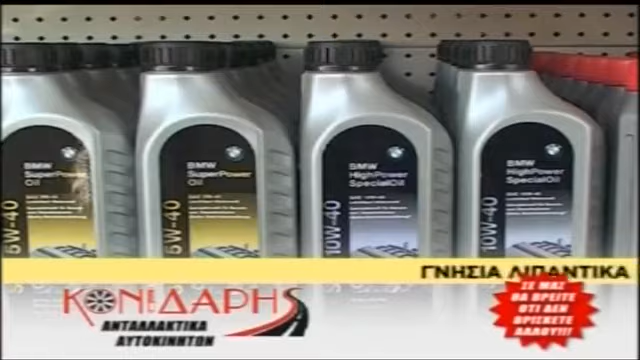 BMW
SuperPower
Oil
5W-40
BMW
SuperPower
Oil
5W-40
BMW
HighPower
SpecialOil
10W-40
BMW
HighPower
SpecialOil
10W-40
ΓΝΗΣΙΑ ΛΙΠΑΝΤΙΚΑ
ΚΟΝΙΔΑΡΗΣ
ΑΝΤΑΛΛΑΚΤΙΚΑ
ΑΥΤΟΚΙΝΗΤΩΝ
ΣΕ ΜΑΣ
ΘΑ ΒΡΕΙΤΕ
ΟΤΙ ΔΕΝ
ΒΡΙΣΚΕΤΕ
ΑΛΛΟΥ!!!